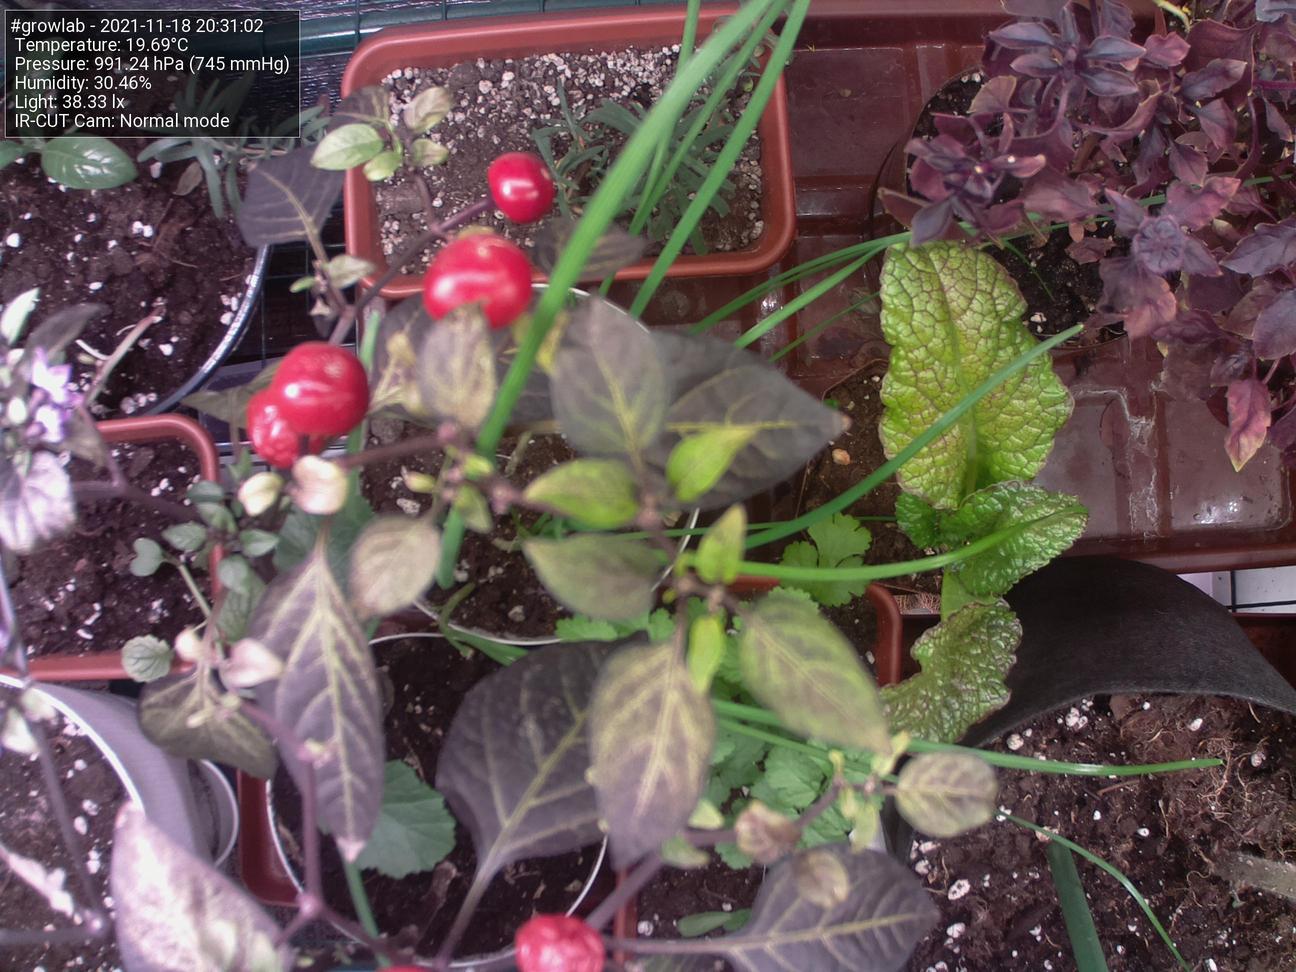 #growlab - 2021-11-18 20:31:02
Temperature: 19.69°C
Pressure: 991.24 hPa (745 mmHg)
Humidity: 30.46%
Light: 38.33 lx
IR-CUT Cam: Normal mode